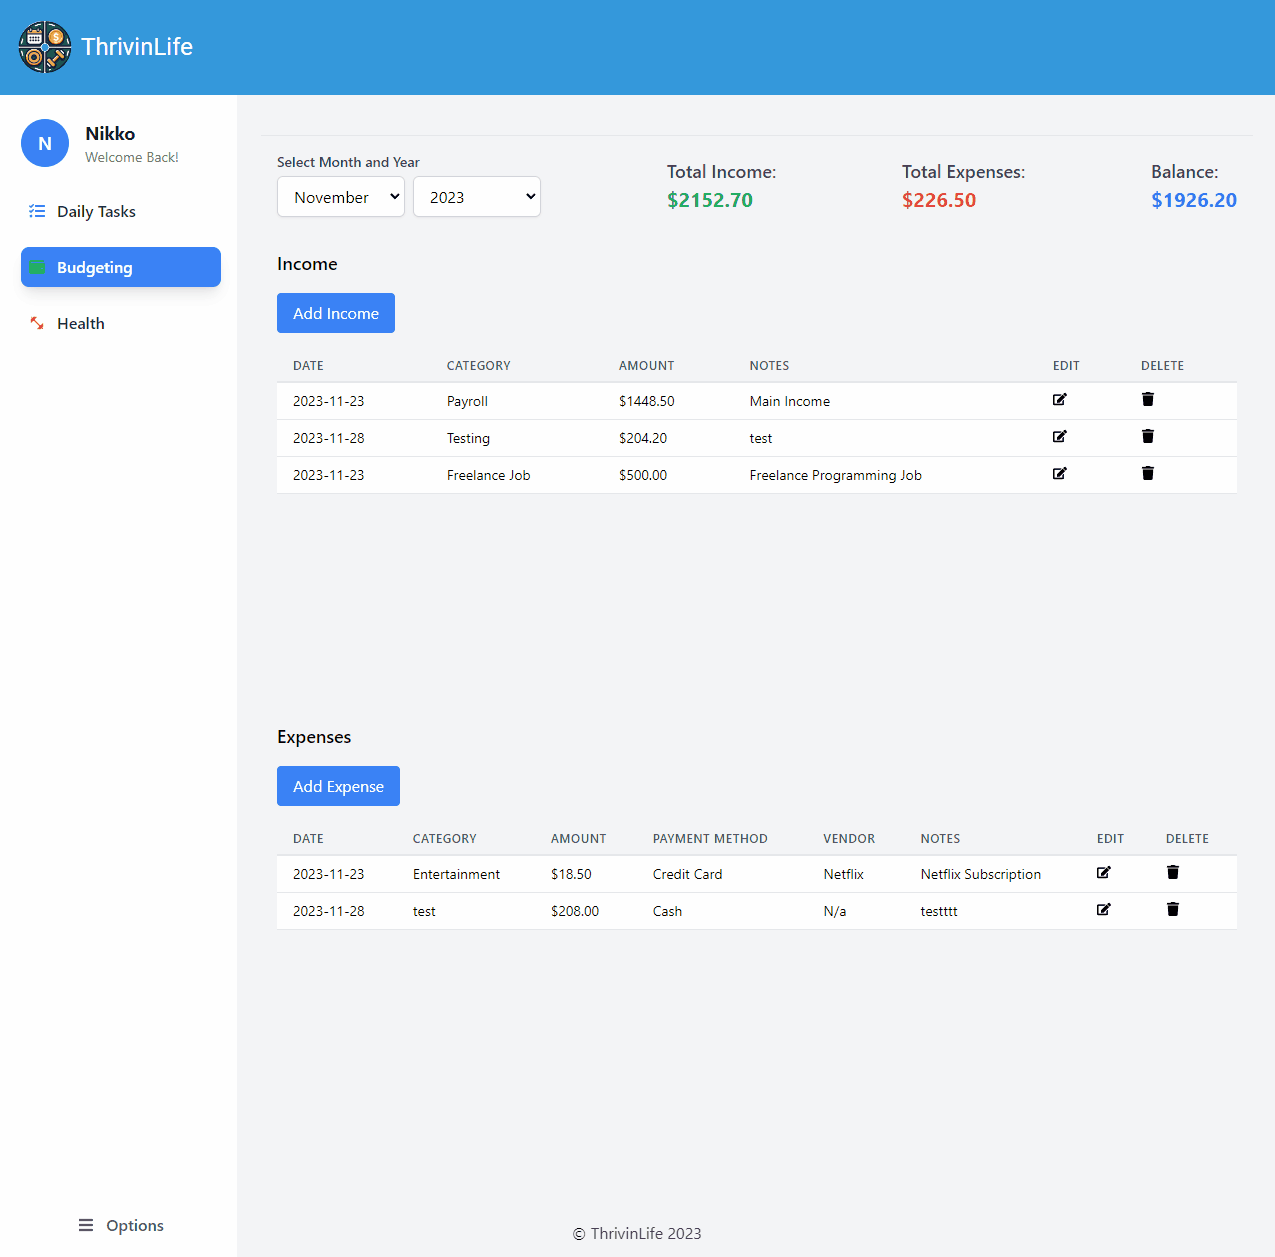 ThrivinLife
N
Nikko
Welcome Back!
Daily Tasks
Budgeting
Health
Options
Select Month and Year
November 2023
Total Income:
$2152.70
Total Expenses:
$226.50
Balance:
$1926.20
Income
Add Income
DATE CATEGORY AMOUNT NOTES EDIT DELETE
2023-11-23 Payroll $1448.50 Main Income
2023-11-28 Testing $204.20 test
2023-11-23 Freelance Job $500.00 Freelance Programming Job
Expenses
Add Expense
DATE CATEGORY AMOUNT PAYMENT METHOD VENDOR NOTES EDIT DELETE
2023-11-23 Entertainment $18.50 Credit Card Netflix Netflix Subscription
2023-11-28 test $208.00 Cash N/a testttt
© ThrivinLife 2023